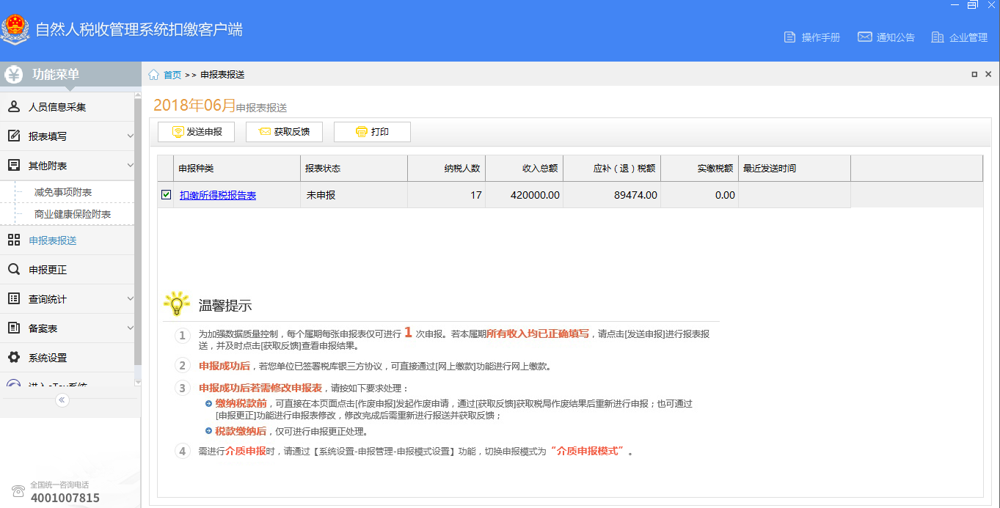 自然人税收管理系统扣缴客户端
操作手册 通知公告 企业管理
功能菜单
首页 >> 申报表报送
人员信息采集
报表填写
其他附表
减免事项附表
商业健康保险附表
申报表报送
申报更正
查询统计
备案表
系统设置
全国统一咨询电话
4001007815
2018年06月申报表报送
发送申报 获取反馈 打印
申报种类 报表状态 纳税人数 收入总额 应补（退）税额 实缴税额 最近发送时间
扣缴所得税报告表 未申报 17 420000.00 89474.00 0.00
温馨提示
1 为加强数据质量控制，每个属期每张申报表仅可进行 1 次申报。若本属期所有收入均已正确填写，请点击[发送申报]进行报表报
送，并及时点击[获取反馈]查看申报结果。
2 申报成功后，若您单位已签署税库银三方协议，可直接通过[网上缴款]功能进行网上缴款。
3 申报成功后若需修改申报表，请按如下要求处理：
缴纳税款前，可直接在本页面点击[作废申报]发起作废申请，通过[获取反馈]获取税局作废结果后重新进行申报；也可通过
[申报更正]功能进行申报表修改，修改完成后需重新进行报送并获取反馈；
税款缴纳后，仅可进行申报更正处理。
4 需进行介质申报时，请通过【系统设置-申报管理-申报模式设置】功能，切换申报模式为“介质申报模式”。